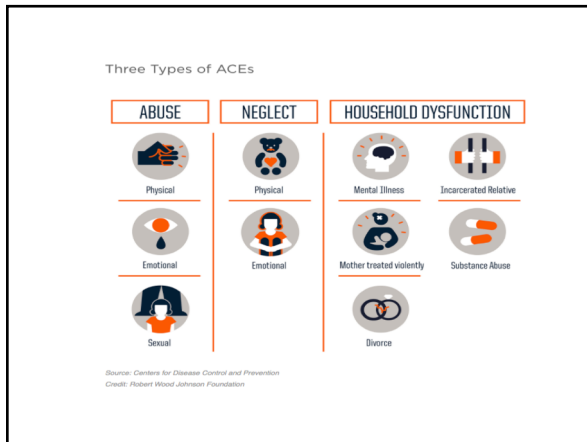 Three Types of ACEs
ABUSE
NEGLECT
HOUSEHOLD DYSFUNCTION
Physical
Physical
Mental Illness
Incarcerated Relative
Emotional
Emotional
Mother treated violently
Substance Abuse
Sexual
Divorce
Source: Centers for Disease Control and Prevention
Credit: Robert Wood Johnson Foundation